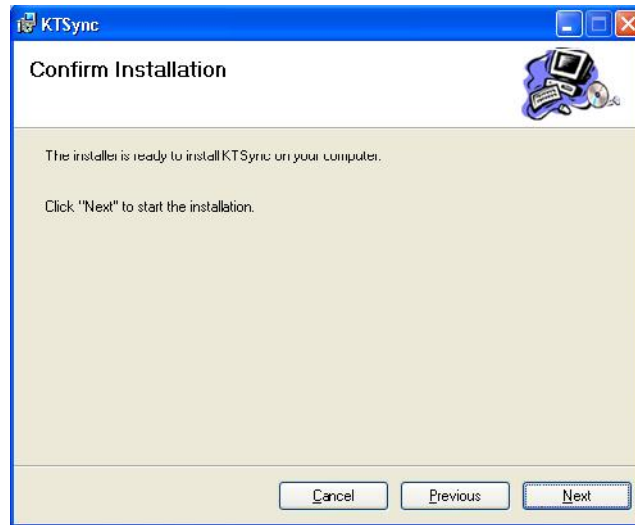 KTSync
Confirm Installation
The installer is ready to install KTSync on your computer.
Click "Next" to start the installation.
Cancel Previous Next